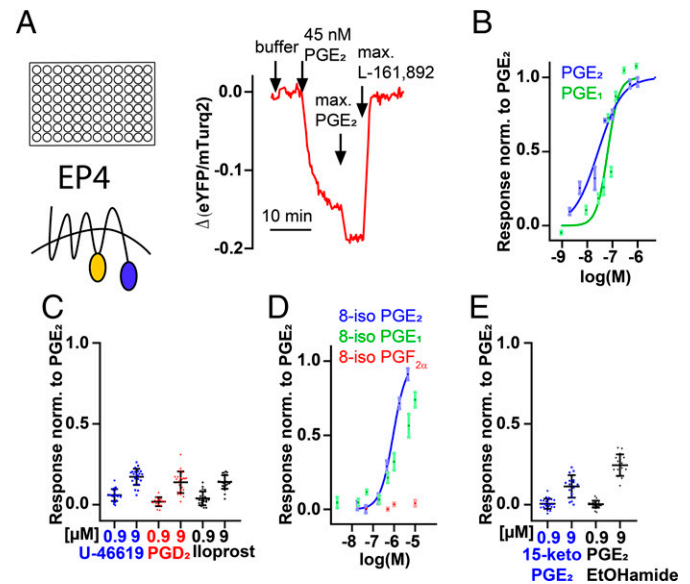 A
EP4
buffer
45 nM
PGE₂
max.
L-161,892
max.
PGE₂
0.0
-0.1
-0.2
Δ(eYFP/mTurq2)
10 min
B
PGE₂
PGE₁
1.0
0.5
0.0
Response norm. to PGE₂
-9 -8 -7 -6
log(M)
C
Response norm. to PGE₂
1.0
0.5
0.0
[µM] 0.9 9 0.9 9 0.9 9
U-46619 PGD₂ Iloprost
D
8-iso PGE₂
8-iso PGE₁
8-iso PGF₂α
Response norm. to PGE₂
1.0
0.5
0.0
-8 -7 -6 -5
log(M)
E
Response norm. to PGE₂
1.0
0.5
0.0
[µM] 0.9 9 0.9 9
15-keto PGE₂
PGE₂ EtOHamide